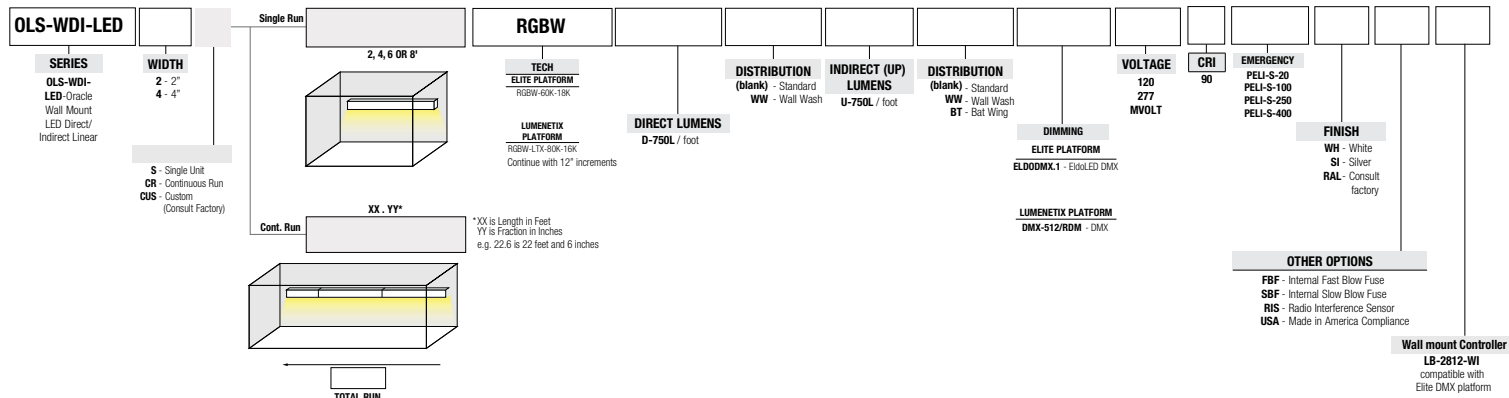 OLS-WDI-LED
SERIES
OLS-WDI-
LED-Oracle
Wall Mount
LED Direct/
Indirect Linear
WIDTH
2 - 2"
4 - 4"
S - Single Unit
CR - Continuous Run
CUS - Custom
(Consult Factory)
Single Run
2, 4, 6 OR 8'
Cont. Run
XX . YY*
*XX is Length in Feet
YY is Fraction in Inches
e.g. 22.6 is 22 feet and 6 inches
TOTAL RUN
RGBW
TECH
ELITE PLATFORM
RGBW-60K-18K
LUMENETIX
PLATFORM
RGBW-LTX-80K-16K
Continue with 12" increments
DIRECT LUMENS
D-750L / foot
DISTRIBUTION
(blank) - Standard
WW - Wall Wash
INDIRECT (UP)
LUMENS
U-750L / foot
DISTRIBUTION
(blank) - Standard
WW - Wall Wash
BT - Bat Wing
DIMMING
ELITE PLATFORM
ELDODMX.1 - EldoLED DMX
LUMENETIX PLATFORM
DMX-512/RDM - DMX
VOLTAGE
120
277
MVOLT
CRI
90
EMERGENCY
PELI-S-20
PELI-S-100
PELI-S-250
PELI-S-400
FINISH
WH - White
SI - Silver
RAL - Consult
factory
OTHER OPTIONS
FBF - Internal Fast Blow Fuse
SBF - Internal Slow Blow Fuse
RIS - Radio Interference Sensor
USA - Made in America Compliance
Wall mount Controller
LB-2812-WI
compatible with
Elite DMX platform